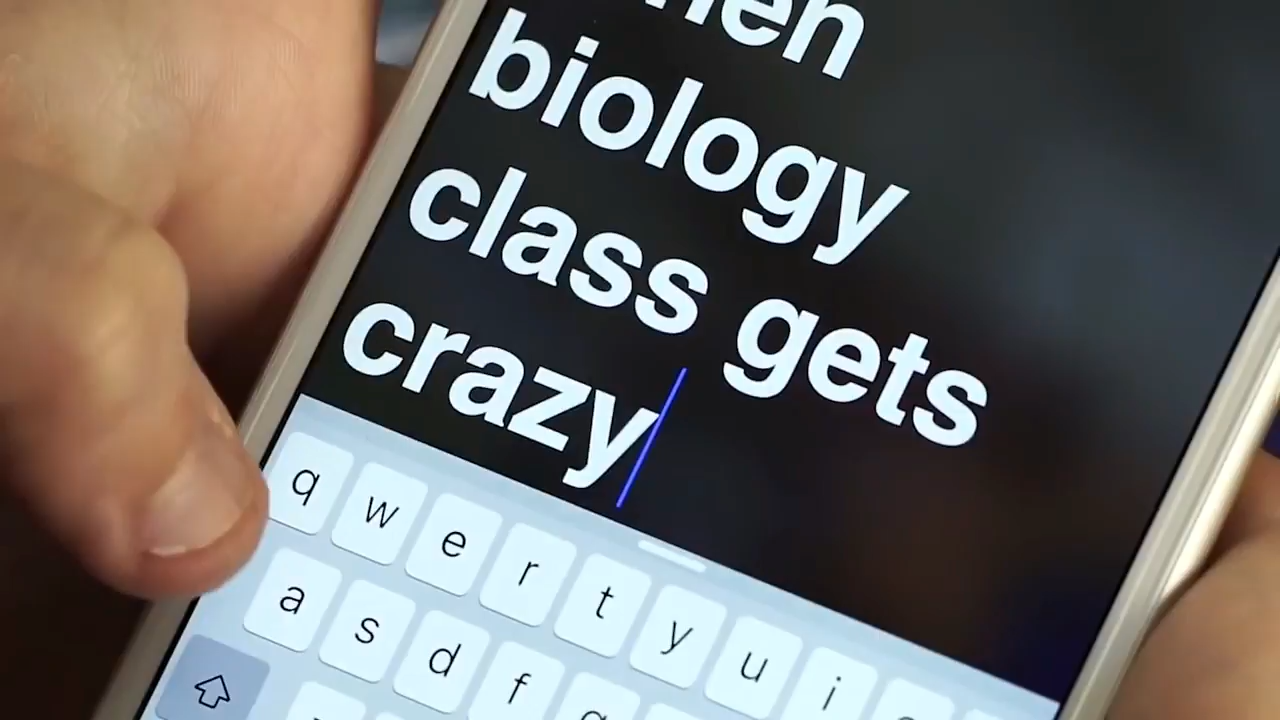 biology
class gets
crazy
q w e r t y u i
a s d f